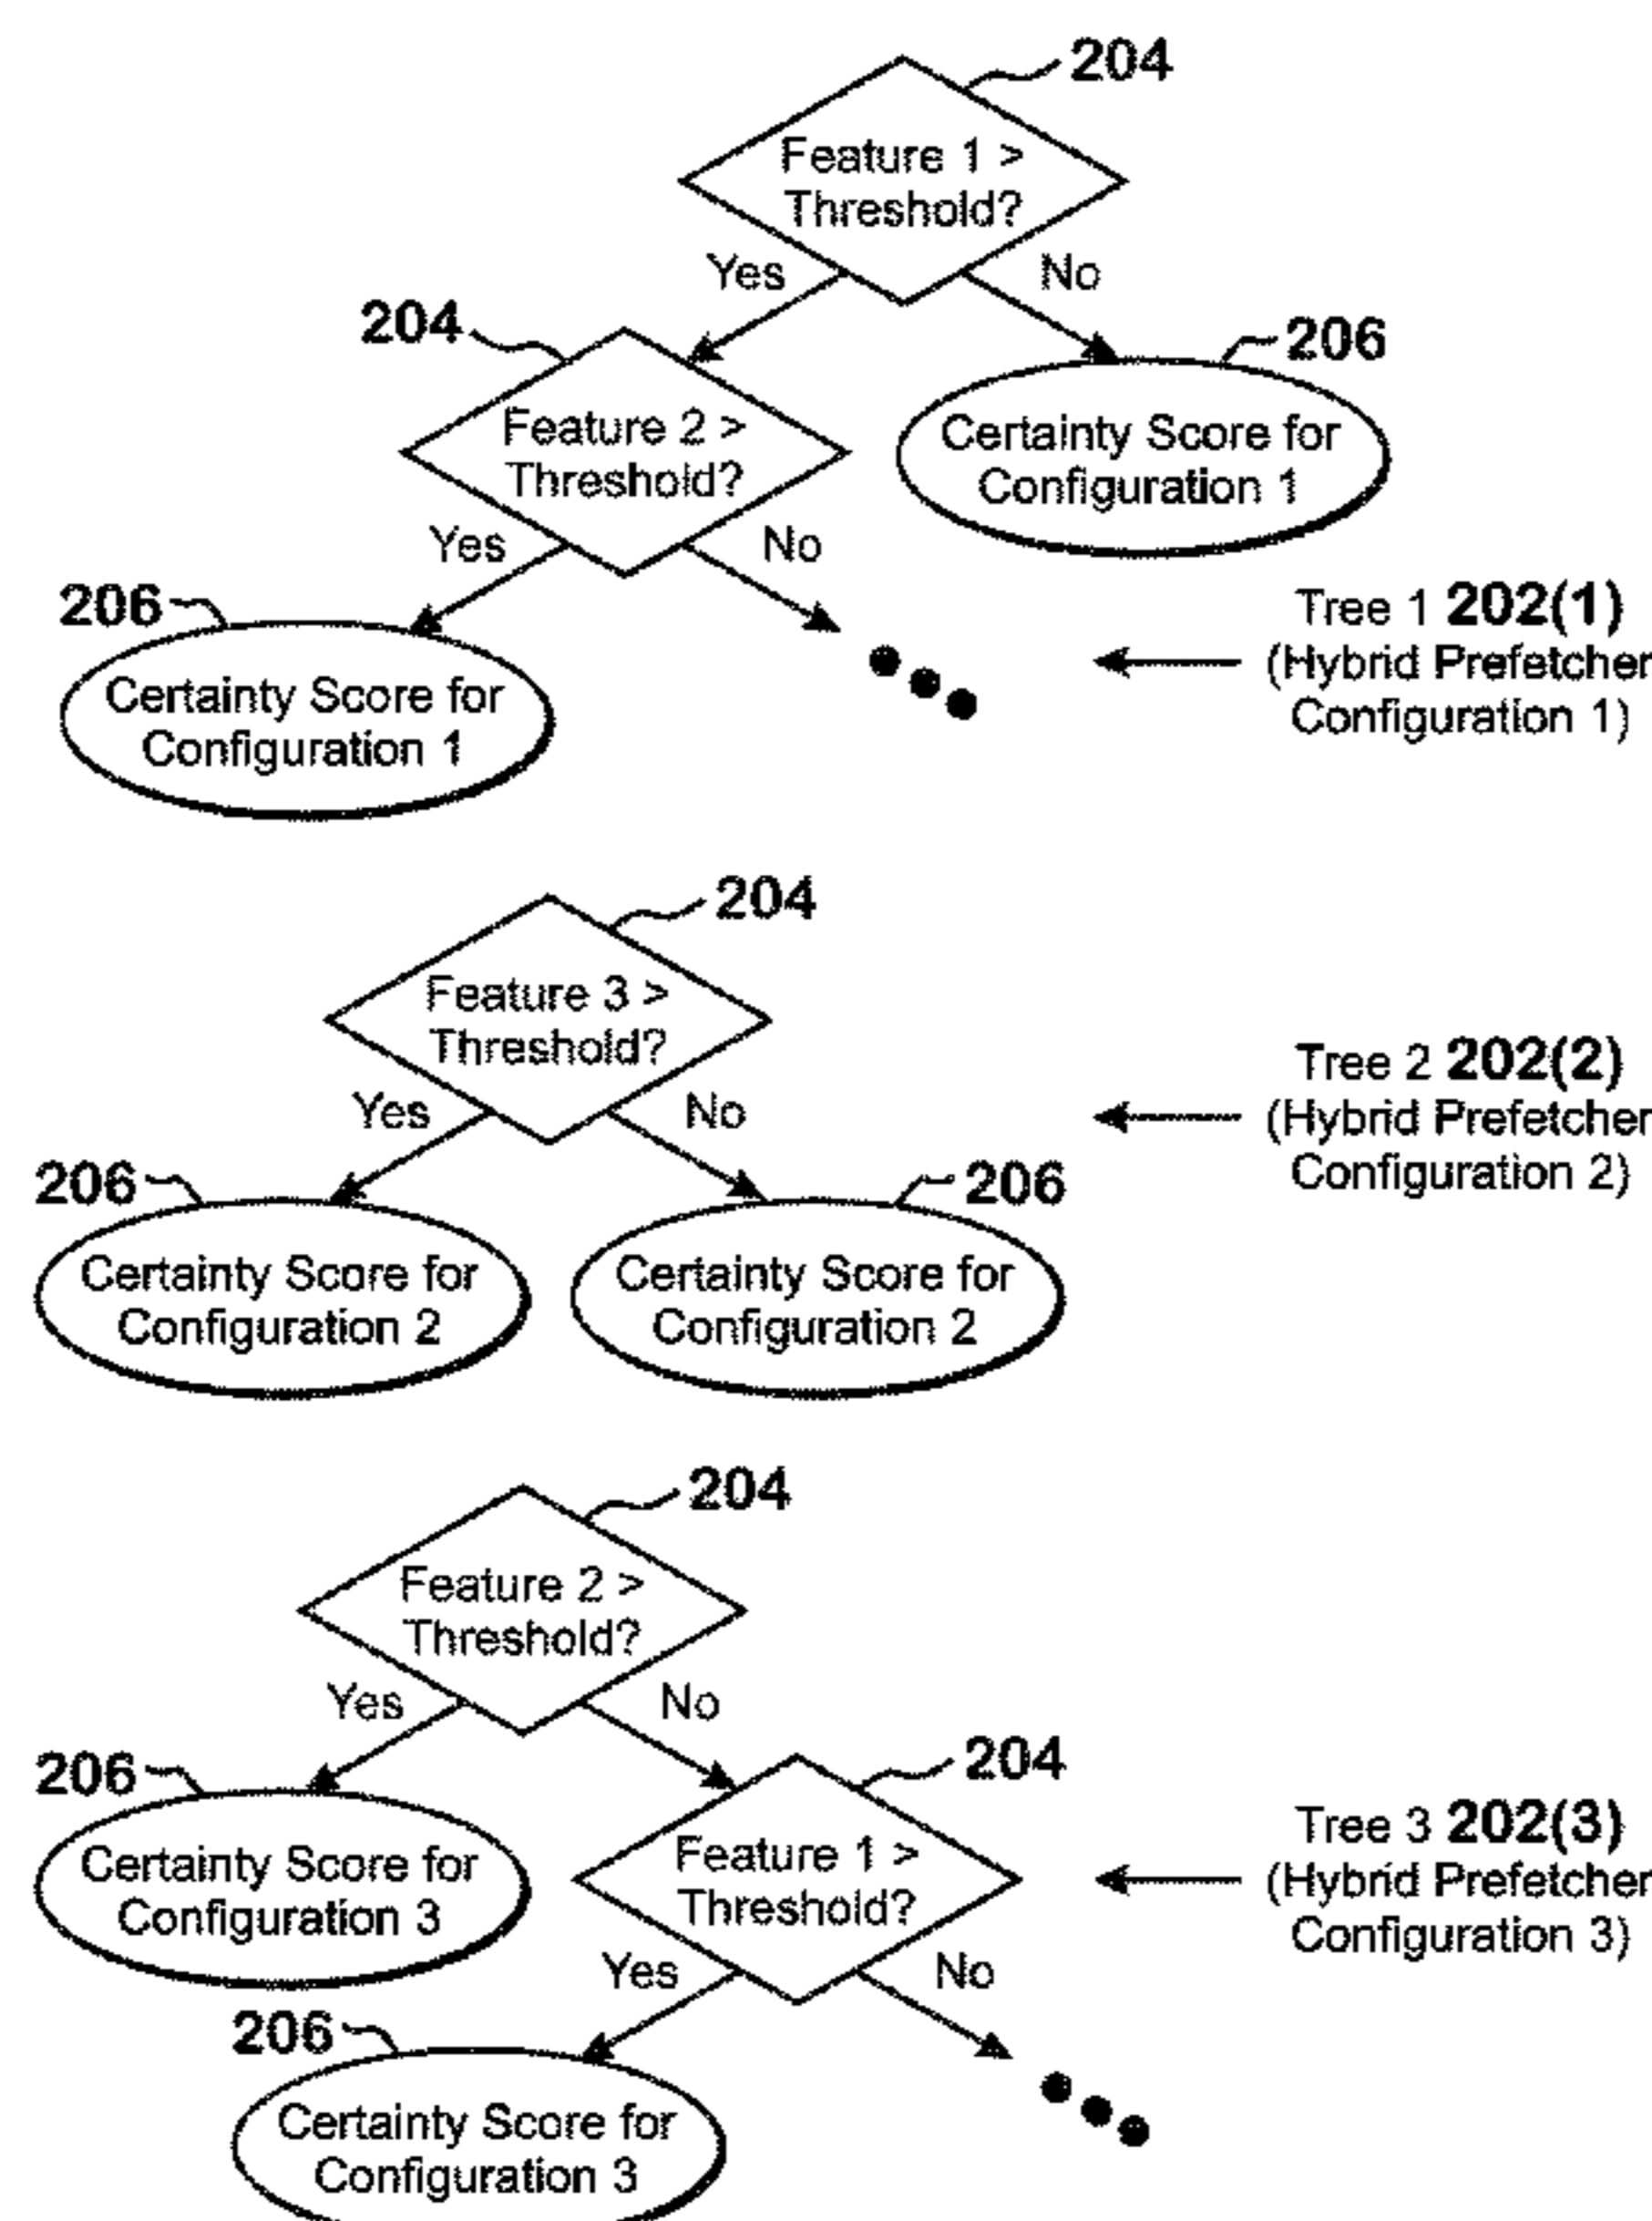 204
Feature 1 >
Threshold?
Yes
No
204
206
Feature 2 >
Threshold?
Certainty Score for
Configuration 1
Yes
No
206
Certainty Score for
Configuration 1
Tree 1 202(1)
(Hybrid Prefetcher
Configuration 1)
204
Feature 3 >
Threshold?
Yes
No
206
206
Certainty Score for
Configuration 2
Certainty Score for
Configuration 2
Tree 2 202(2)
(Hybrid Prefetcher
Configuration 2)
204
Feature 2 >
Threshold?
Yes
No
206
204
Certainty Score for
Configuration 3
Feature 1 >
Threshold?
Tree 3 202(3)
(Hybrid Prefetcher
Configuration 3)
Yes
No
206
Certainty Score for
Configuration 3